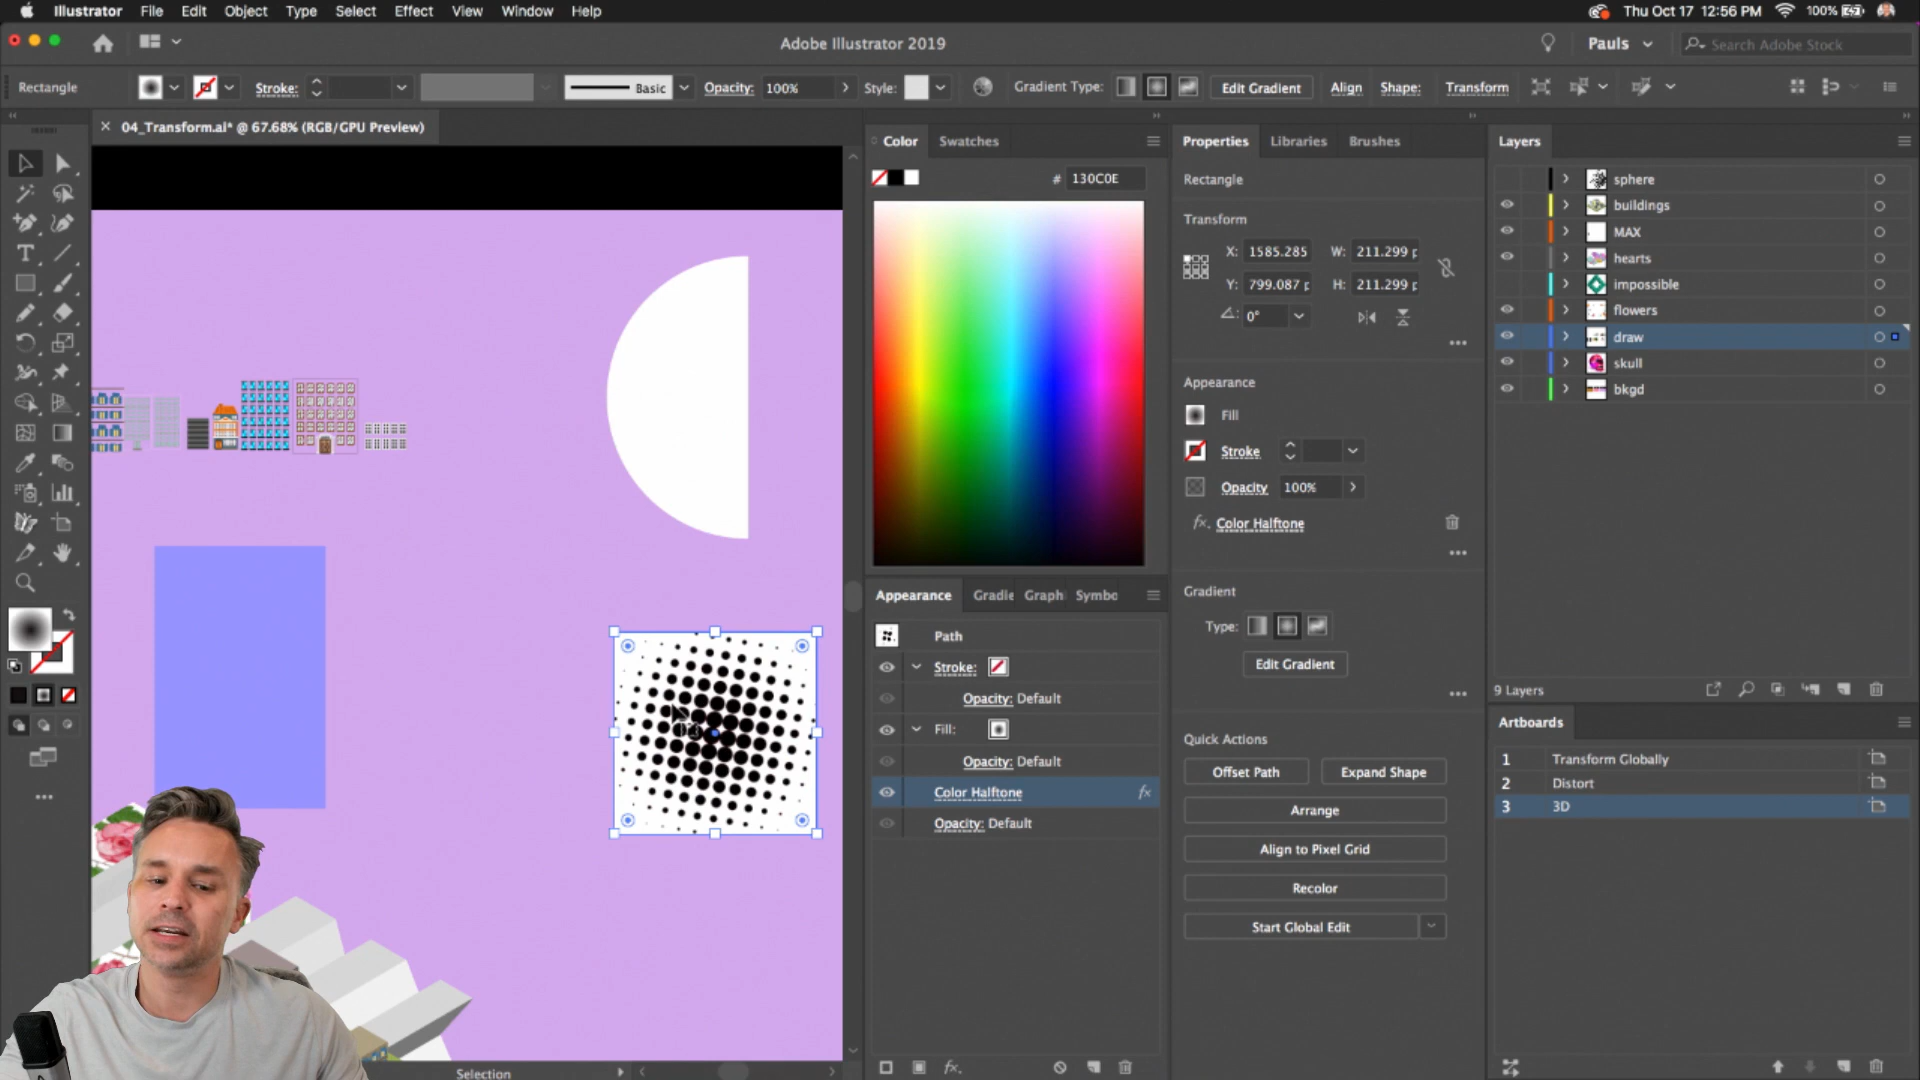 Illustrator File Edit Object Type Select Effect View Window Help
Thu Oct 17 12:56 PM 100%
Adobe Illustrator 2019
Pauls
Search Adobe Stock
Rectangle Stroke: Basic Opacity: 100% Style: Gradient Type: Edit Gradient Align Shape: Transform
× 04_Transform.ai* @ 67.68% (RGB/GPU Preview)
Color Swatches
# 130C0E
Appearance Gradie Graph Symbo
Path
Stroke:
Opacity: Default
Fill:
Opacity: Default
Color Halftone fx
Opacity: Default
fx.
Properties Libraries Brushes
Rectangle
Transform
X: 1585.285 W: 211.299 p
Y: 799.087 p H: 211.299 p
0°
Appearance
Fill
Stroke
Opacity 100%
fx. Color Halftone
Gradient
Type:
Edit Gradient
Quick Actions
Offset Path Expand Shape
Arrange
Align to Pixel Grid
Recolor
Start Global Edit
Layers
sphere
buildings
MAX
hearts
impossible
flowers
draw
skull
bkgd
9 Layers
Artboards
1 Transform Globally
2 Distort
3 3D
Selection